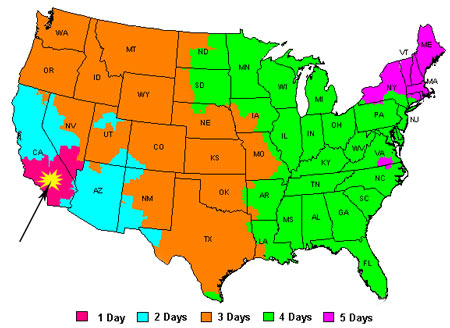 WA
MT
ND
MN
ME
VT
OR
ID
SD
WI
NY
MA
WY
MI
NV
IA
PA
NJ
NE
OH
UT
IL
IN
CA
CO
WV
VA
KS
MO
KY
NC
AZ
NM
OK
TN
AR
SC
MS
AL
GA
TX
LA
FL
1 Day 2 Days 3 Days 4 Days 5 Days